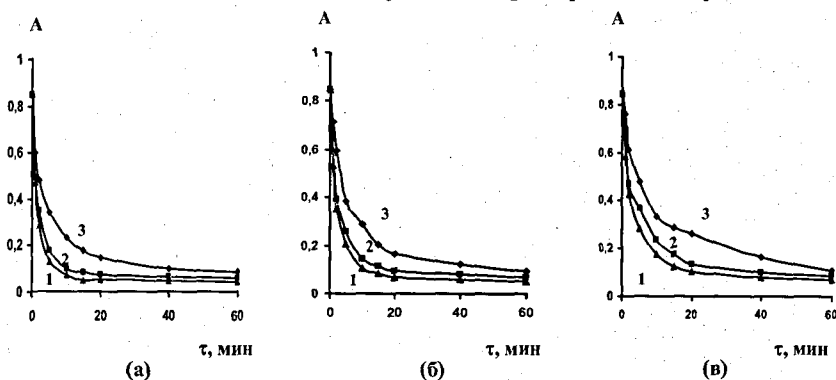 А А А
1 1 1
0,8 0,8 0,8
0,6 0,6 0,6
0,4 0,4 0,4
3 3 3
0,2 2 0,2 2 0,2 2
1 1 1
0 0 0
0 20 40 60 0 20 40 60 0 20 40 60
τ, мин τ, мин τ, мин
(а) (б) (в)